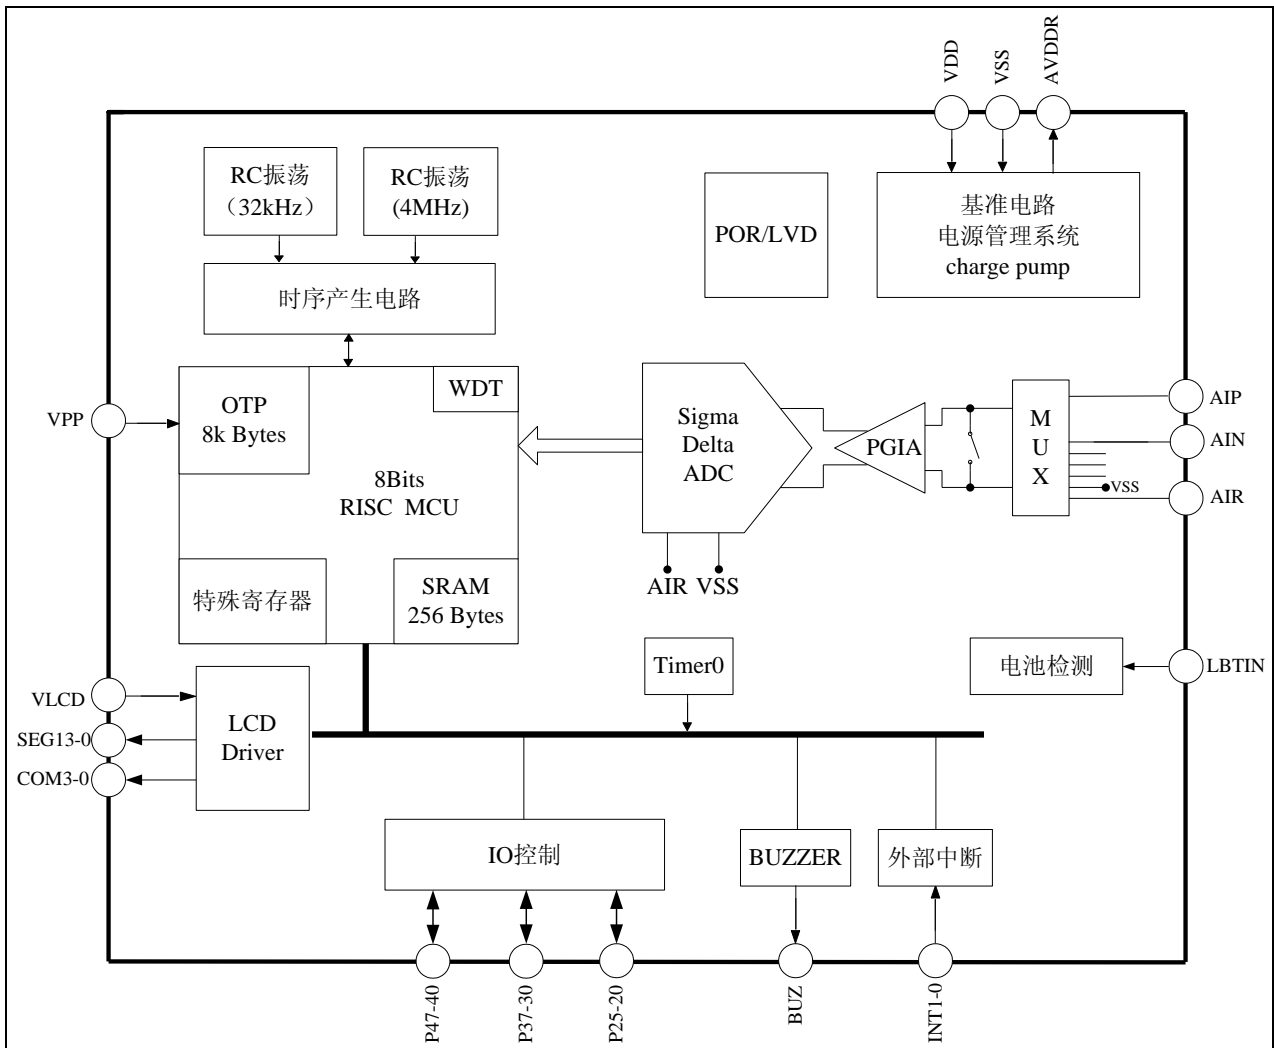 VDD
VSS
AVDDR
RC振荡
（32kHz）
RC振荡
(4MHz)
POR/LVD
基准电路
电源管理系统
charge pump
时序产生电路
VPP
OTP
8k Bytes
WDT
8Bits
RISC MCU
特殊寄存器
SRAM
256 Bytes
Sigma
Delta
ADC
AIR
VSS
PGIA
M
U
X
VSS
AIP
AIN
AIR
Timer0
电池检测
LBTIN
VLCD
SEG13-0
COM3-0
LCD
Driver
IO控制
BUZZER
外部中断
P47-40
P37-30
P25-20
BUZ
INT1-0